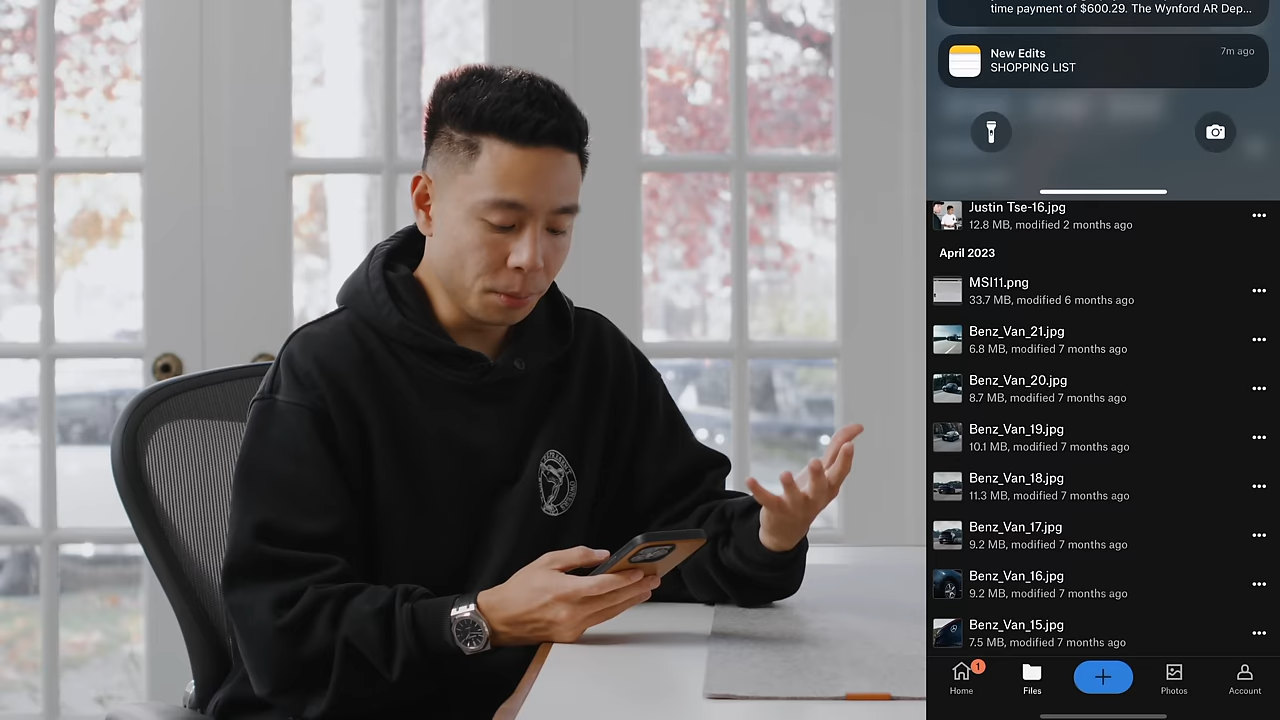 time payment of $600.29. The Wynford AR Dep...
New Edits
7m ago
SHOPPING LIST
Justin Tse-16.jpg
12.8 MB, modified 2 months ago
April 2023
MSI11.png
33.7 MB, modified 6 months ago
Benz_Van_21.jpg
6.8 MB, modified 7 months ago
Benz_Van_20.jpg
8.7 MB, modified 7 months ago
Benz_Van_19.jpg
10.1 MB, modified 7 months ago
Benz_Van_18.jpg
11.3 MB, modified 7 months ago
Benz_Van_17.jpg
9.2 MB, modified 7 months ago
Benz_Van_16.jpg
9.2 MB, modified 7 months ago
Benz_Van_15.jpg
7.5 MB, modified 7 months ago
1
Home
Files
Photos
Account